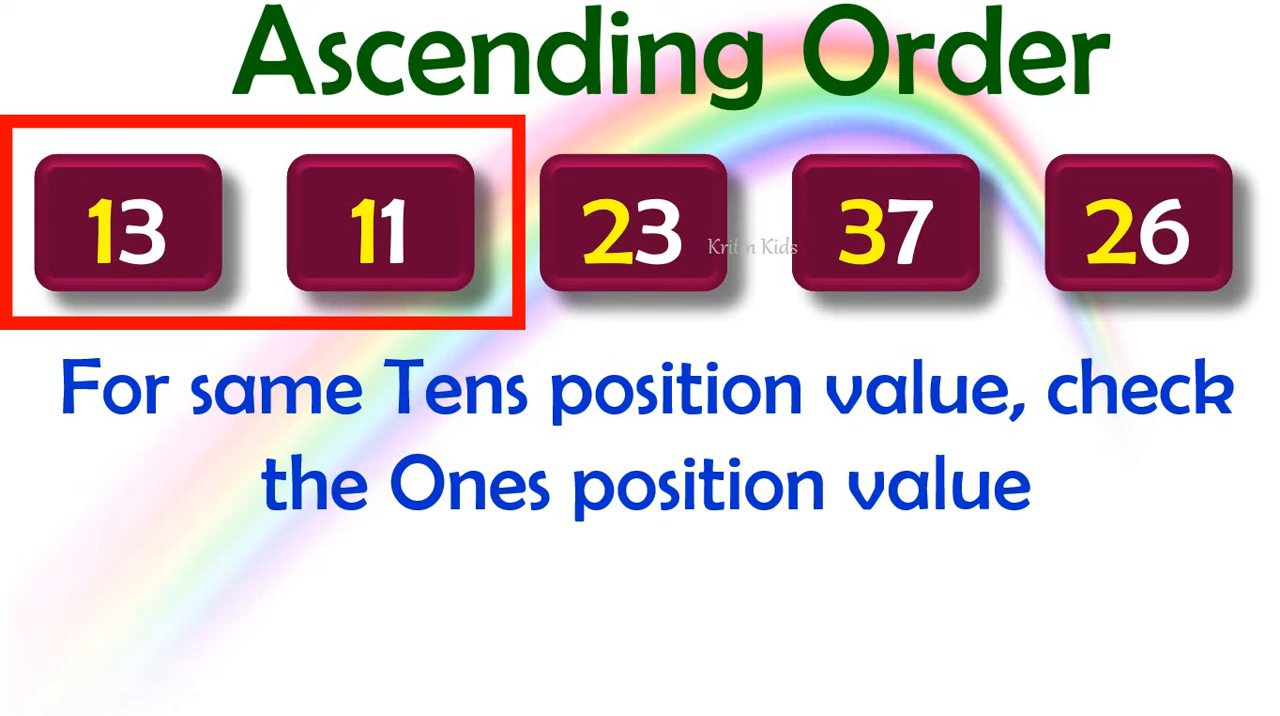 Ascending Order
13 11 23 37 26
Kritin Kids
For same Tens position value, check
the Ones position value